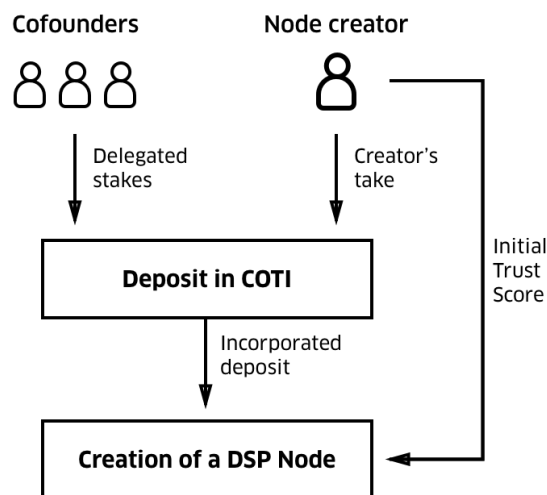 Cofounders
Node creator
Delegated
stakes
Creator's
take
Initial
Trust
Score
Deposit in COTI
Incorporated
deposit
Creation of a DSP Node